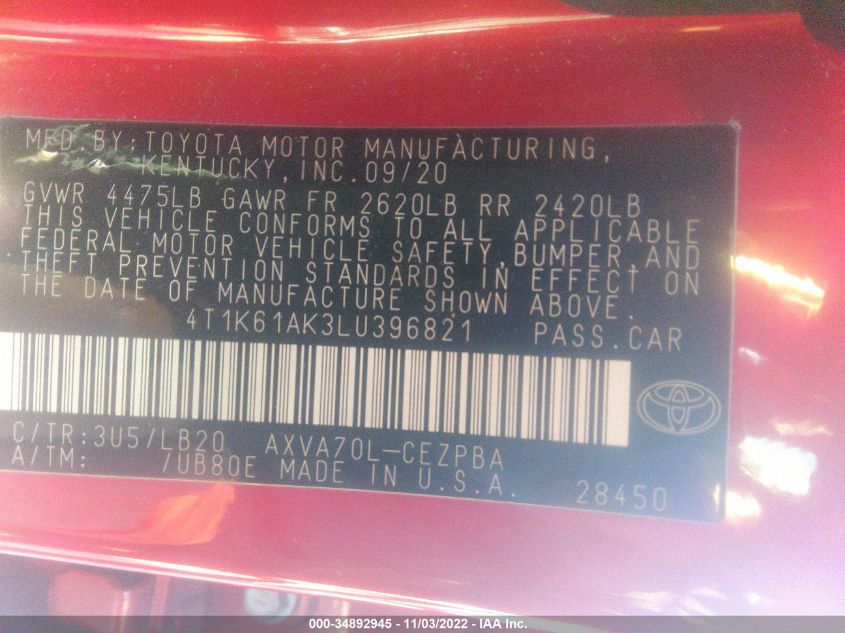 MFD.BY:TOYOTA MOTOR MANUFACTURING,
KENTUCKY,INC.09/20
GVWR 4475LB GAWR FR 2620LB RR 2420LB
THIS VEHICLE CONFORMS TO ALL APPLICABLE
FEDERAL MOTOR VEHICLE SAFETY,BUMPER,AND
THEFT PREVENTION STANDARDS IN EFFECT ON
THE DATE OF MANUFACTURE SHOWN ABOVE.
4T1K61AK3LU396821 PASS.CAR
C/TR:3U5/LB20 AXVA70L-CEZPBA
A/TM: /UB80E MADE IN U.S.A. 28450
000-34892945 - 11/03/2022 - IAA Inc.